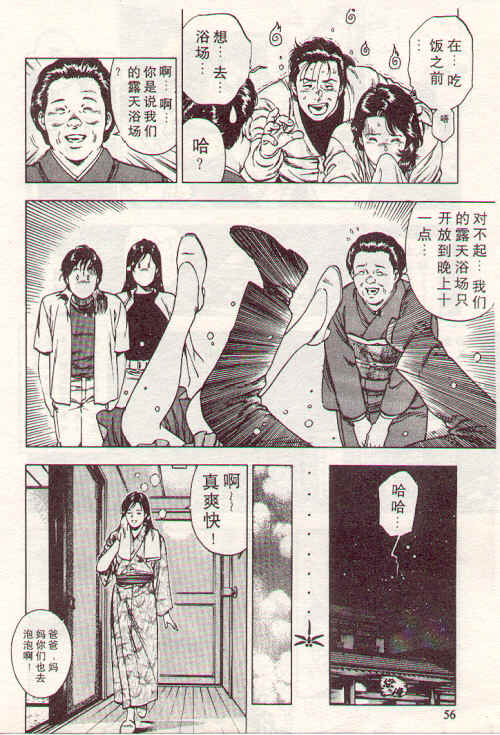 在…吃
饭之前
…
嗯
想…去…
浴场…
哈？
啊…啊…
你是说我们
的露天浴场
？
对不起…我们
的露天浴场只
开放到晚上十
一点…
哈
哈…
啊~~
真爽快！
爸爸，妈
妈你们也去
泡泡啊！
56